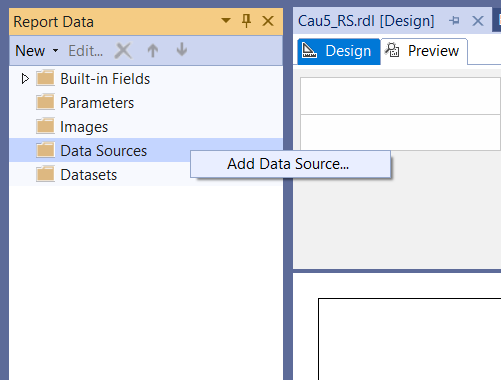 Report Data
New Edit...
Built-in Fields
Parameters
Images
Data Sources
Datasets
Add Data Source...
Cau5_RS.rdl [Design]
Design Preview